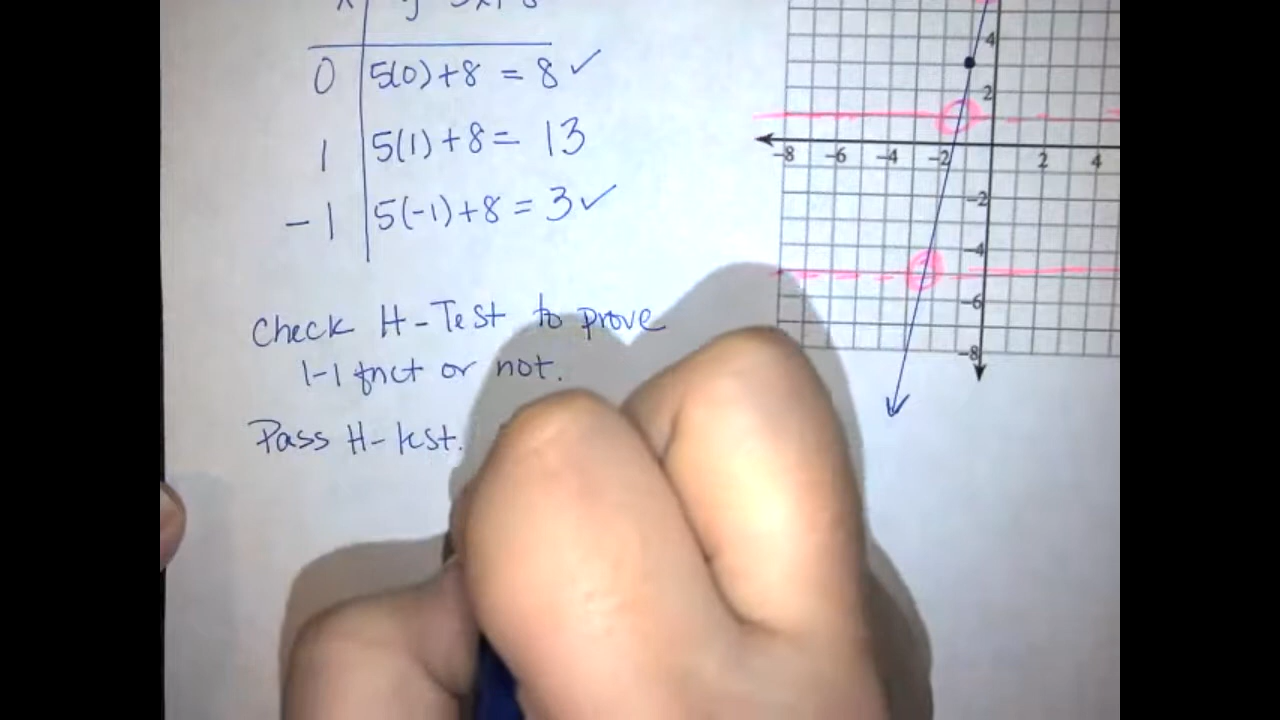 0 5(0)+8 = 8 ✓
1 5(1)+8 = 13
-1 5(-1)+8 = 3 ✓
Check H-Test to prove
1-1 fnct or not.
Pass H-test.
4
2
-8 -6 -4 -2 2 4
-2
-4
-6
-8